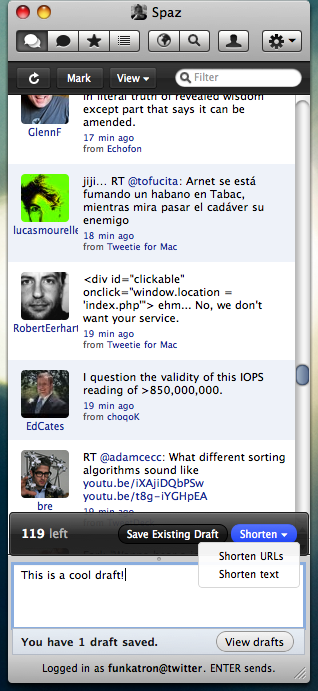 Spaz
Mark
View
Filter
in literal truth of revealed wisdom
except part that says it can be
amended.
GlennF
17 min ago
from Echofon
jiji... RT @tofucita: Arnet se está
fumando un habano en Tabac,
mientras mira pasar el cadáver su
enemigo
lucasmourelle
18 min ago
from Tweetie for Mac
<div id="clickable"
onclick="window.location =
'index.php'"> ehm... No, we don't
want your service.
RobertEerhart
19 min ago
from Tweetie for Mac
I question the validity of this IOPS
reading of >850,000,000.
19 min ago
EdCates
from choqoK
RT @adamcecc: What different sorting
algorithms sound like
youtu.be/iXAjiDQbPSw
youtu.be/t8g-iYGHpEA
bre
19 min ago
119 left
Save Existing Draft
Shorten
Shorten URLs
Shorten text
This is a cool draft!
You have 1 draft saved.
View drafts
Logged in as funkatron@twitter. ENTER sends.